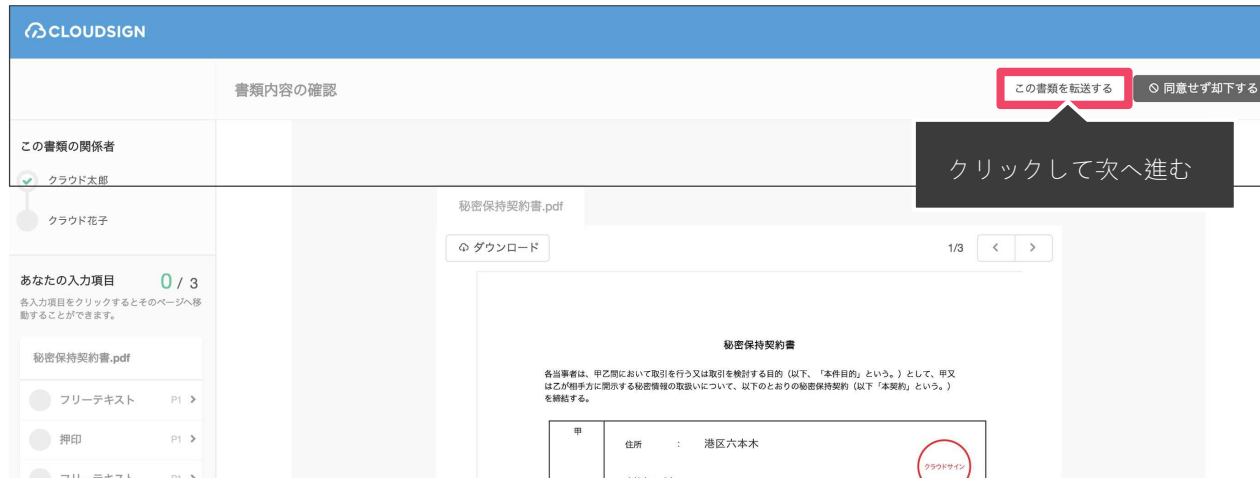 CLOUDSIGN
書類内容の確認
この書類を転送する
同意せず却下する
クリックして次へ進む
この書類の関係者
クラウド太郎
クラウド花子
あなたの入力項目 0 / 3
各入力項目をクリックするとそのページへ移
動することができます。
秘密保持契約書.pdf
フリーテキスト P1
押印 P1
フリーテキスト P1
秘密保持契約書.pdf
ダウンロード
1/3
秘密保持契約書
各当事者は、甲乙間において取引を行う又は取引を検討する目的（以下、「本件目的」という。）として、甲又
は乙が相手方に開示する秘密情報の取扱いについて、以下のとおりの秘密保持契約（以下「本契約」という。）
を締結する。
甲
住所 : 港区六本木
クラウドサイン